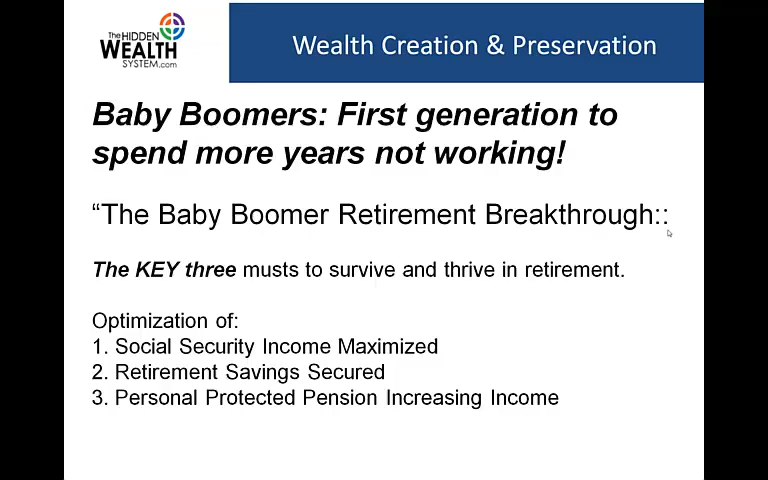 The HIDDEN
WEALTH
SYSTEM.com
Wealth Creation & Preservation
Baby Boomers: First generation to
spend more years not working!
“The Baby Boomer Retirement Breakthrough::
The KEY three musts to survive and thrive in retirement.
Optimization of:
1. Social Security Income Maximized
2. Retirement Savings Secured
3. Personal Protected Pension Increasing Income